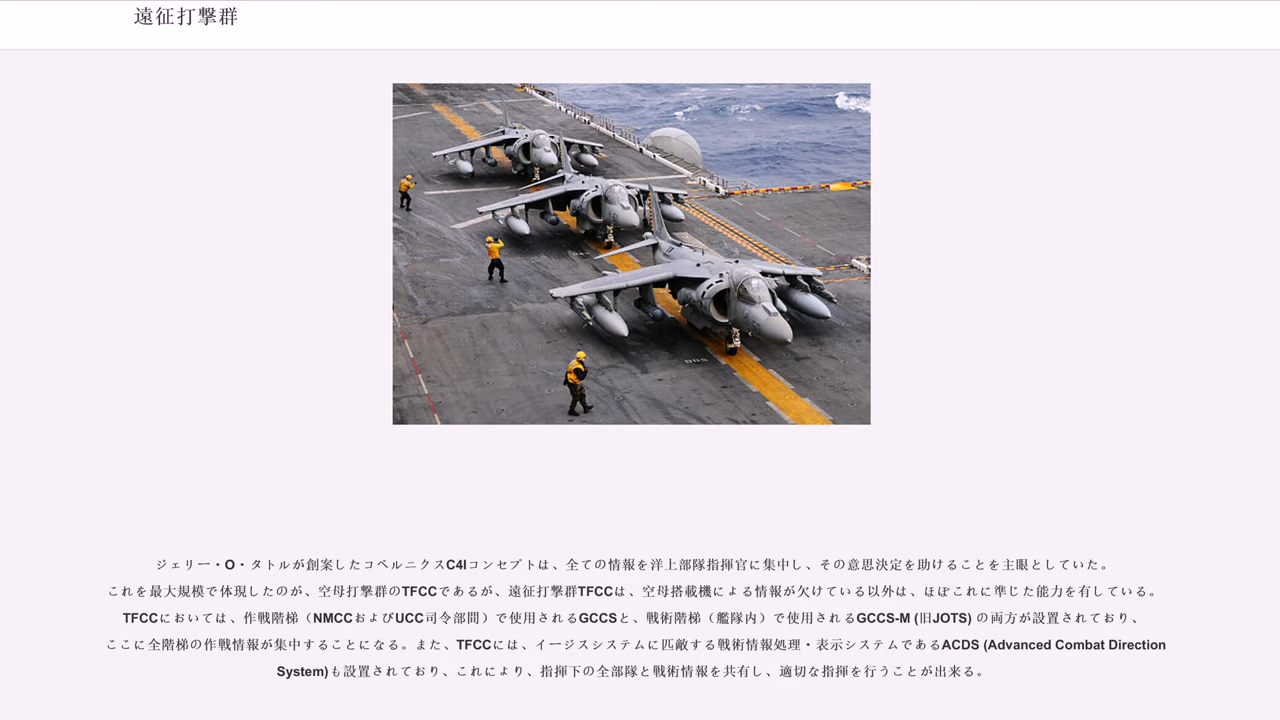 遠征打撃群
ジェリー・O・タトルが創案したコペルニクスC4Iコンセプトは、全ての情報を洋上部隊指揮官に集中し、その意思決定を助けることを主眼としていた。
これを最大規模で体現したのが、空母打撃群のTFCCであるが、遠征打撃群TFCCは、空母搭載機による情報が欠けている以外は、ほぼこれに準じた能力を有している。
TFCCにおいては、作戦階梯（NMCCおよびUCC司令部間）で使用されるGCCSと、戦術階梯（艦隊内）で使用されるGCCS-M (旧JOTS) の両方が設置されており、
ここに全階梯の作戦情報が集中することになる。また、TFCCには、イージスシステムに匹敵する戦術情報処理・表示システムであるACDS (Advanced Combat Direction
System)も設置されており、これにより、指揮下の全部隊と戦術情報を共有し、適切な指揮を行うことが出来る。